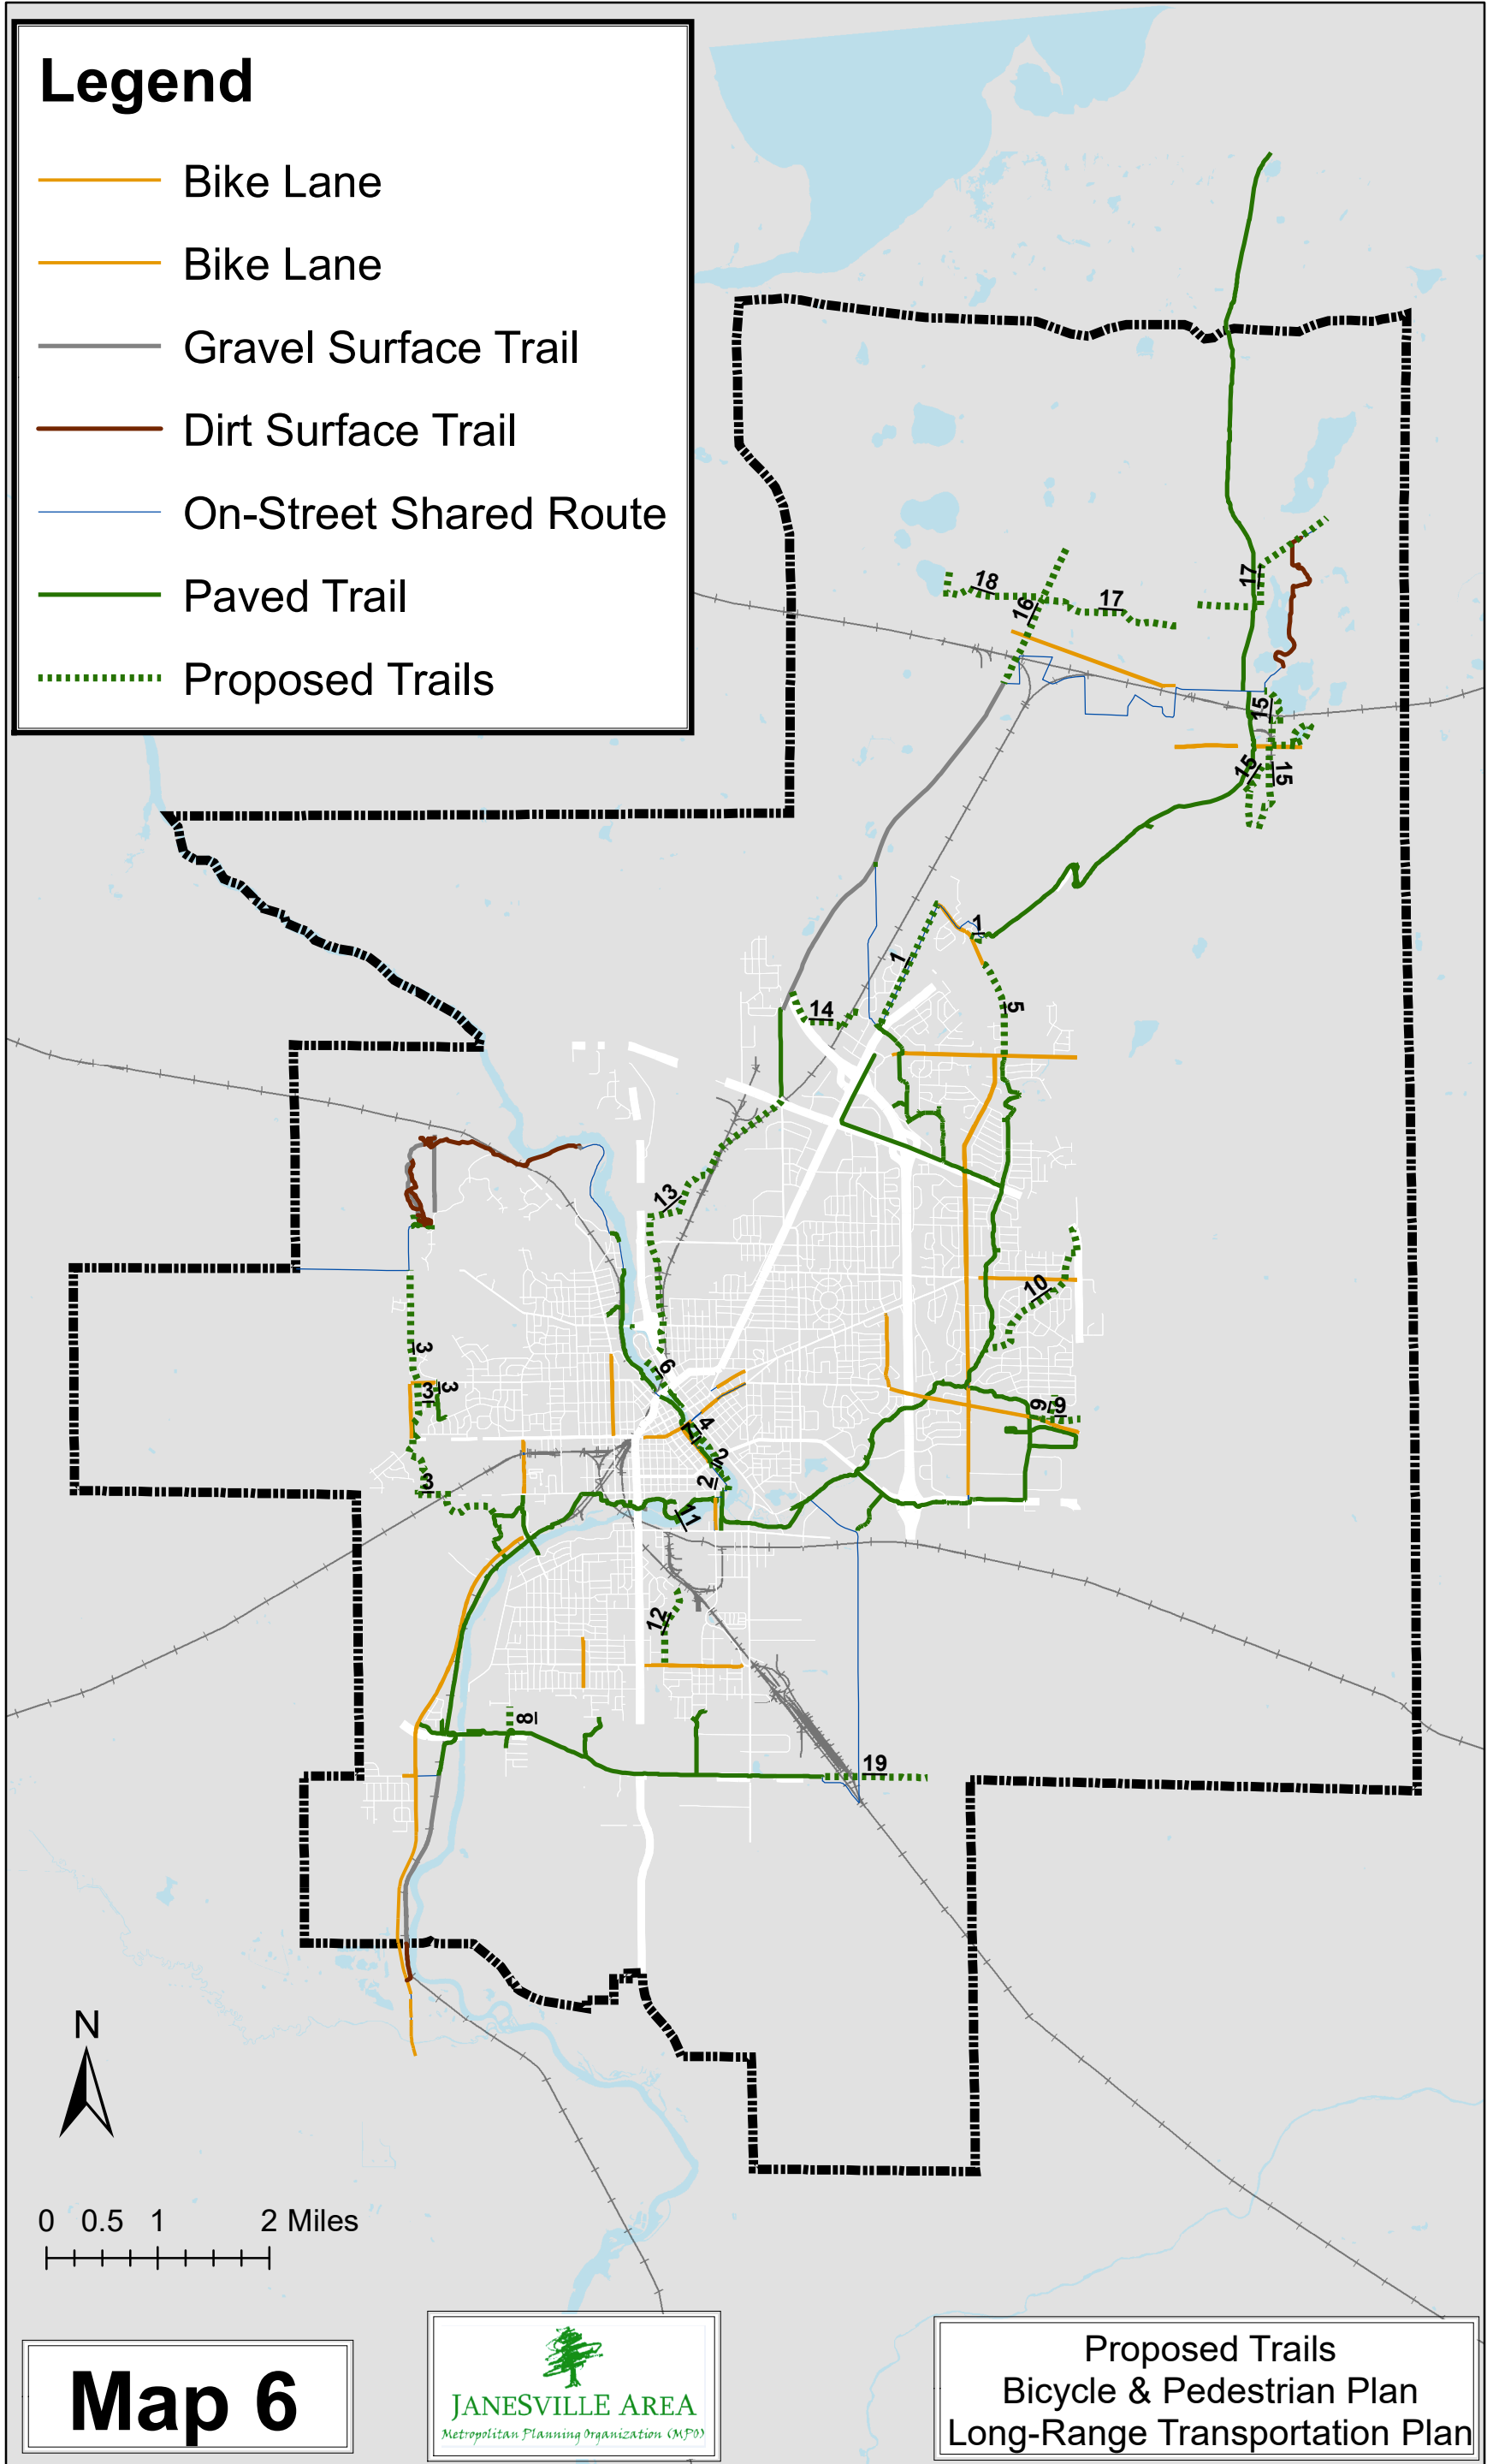 Legend
Bike Lane
Bike Lane
Gravel Surface Trail
Dirt Surface Trail
On-Street Shared Route
Paved Trail
Proposed Trails
18
17
16
17
15
15
15
1
1
5
14
13
10
3
3
3
3
6
9
9
4
2
2
11
12
8
19
N
0 0.5 1 2 Miles
Map 6
JANESVILLE AREA
Metropolitan Planning Organization (MPO)
Proposed Trails
Bicycle & Pedestrian Plan
Long-Range Transportation Plan